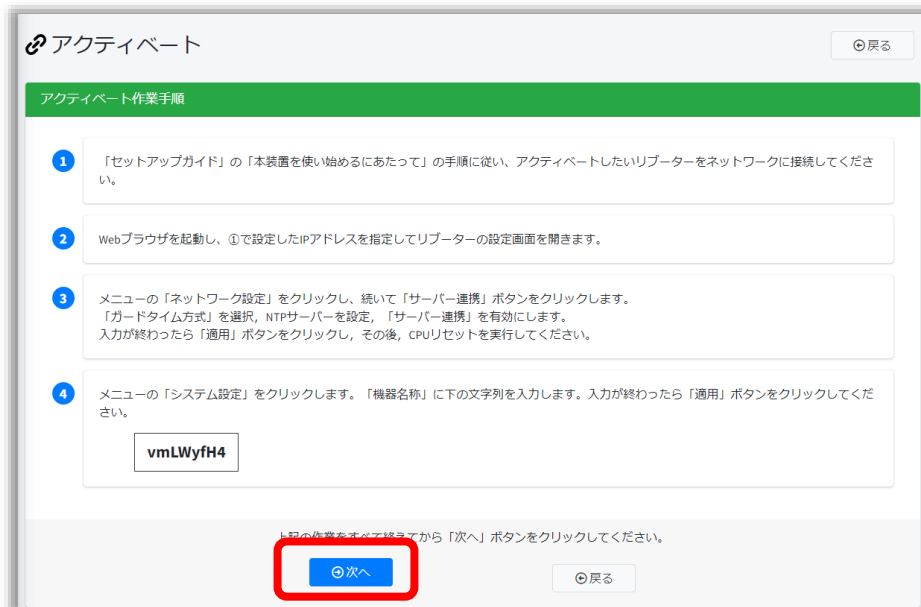 アクティベート
戻る
アクティベート作業手順
1
「セットアップガイド」の「本装置を使い始めるにあたって」の手順に従い、アクティベートしたいリブーターをネットワークに接続してくださ
い。
2
Webブラウザを起動し、①で設定したIPアドレスを指定してリブーターの設定画面を開きます。
3
メニューの「ネットワーク設定」をクリックし、続いて「サーバー連携」ボタンをクリックします。
「ガードタイム方式」を選択，NTPサーバーを設定，「サーバー連携」を有効にします。
入力が終わったら「適用」ボタンをクリックし，その後，CPUリセットを実行してください。
4
メニューの「システム設定」をクリックします。「機器名称」に下の文字列を入力します。入力が終わったら「適用」ボタンをクリックしてくだ
さい。
vmLWyfH4
上記の作業をすべて終えてから「次へ」ボタンをクリックしてください。
次へ
戻る